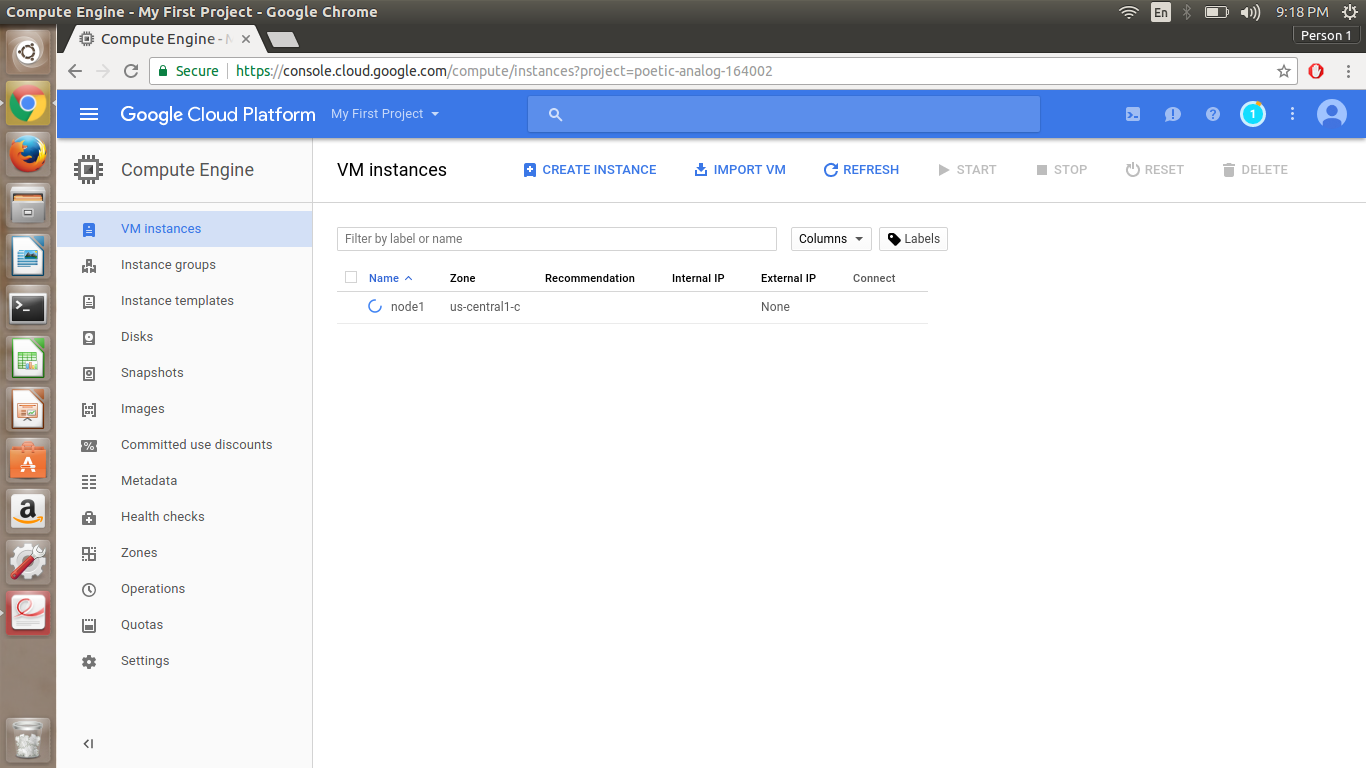 Compute Engine - My First Project - Google Chrome
En
9:18 PM
Compute Engine - M
Person 1
Secure
https://console.cloud.google.com/compute/instances?project=poetic-analog-164002
Google Cloud Platform
My First Project
1
Compute Engine
VM instances
CREATE INSTANCE
IMPORT VM
REFRESH
START
STOP
RESET
DELETE
VM instances
Instance groups
Instance templates
Disks
Snapshots
Images
Committed use discounts
Metadata
Health checks
Zones
Operations
Quotas
Settings
Filter by label or name
Columns
Labels
Name Zone Recommendation Internal IP External IP Connect
node1 us-central1-c None